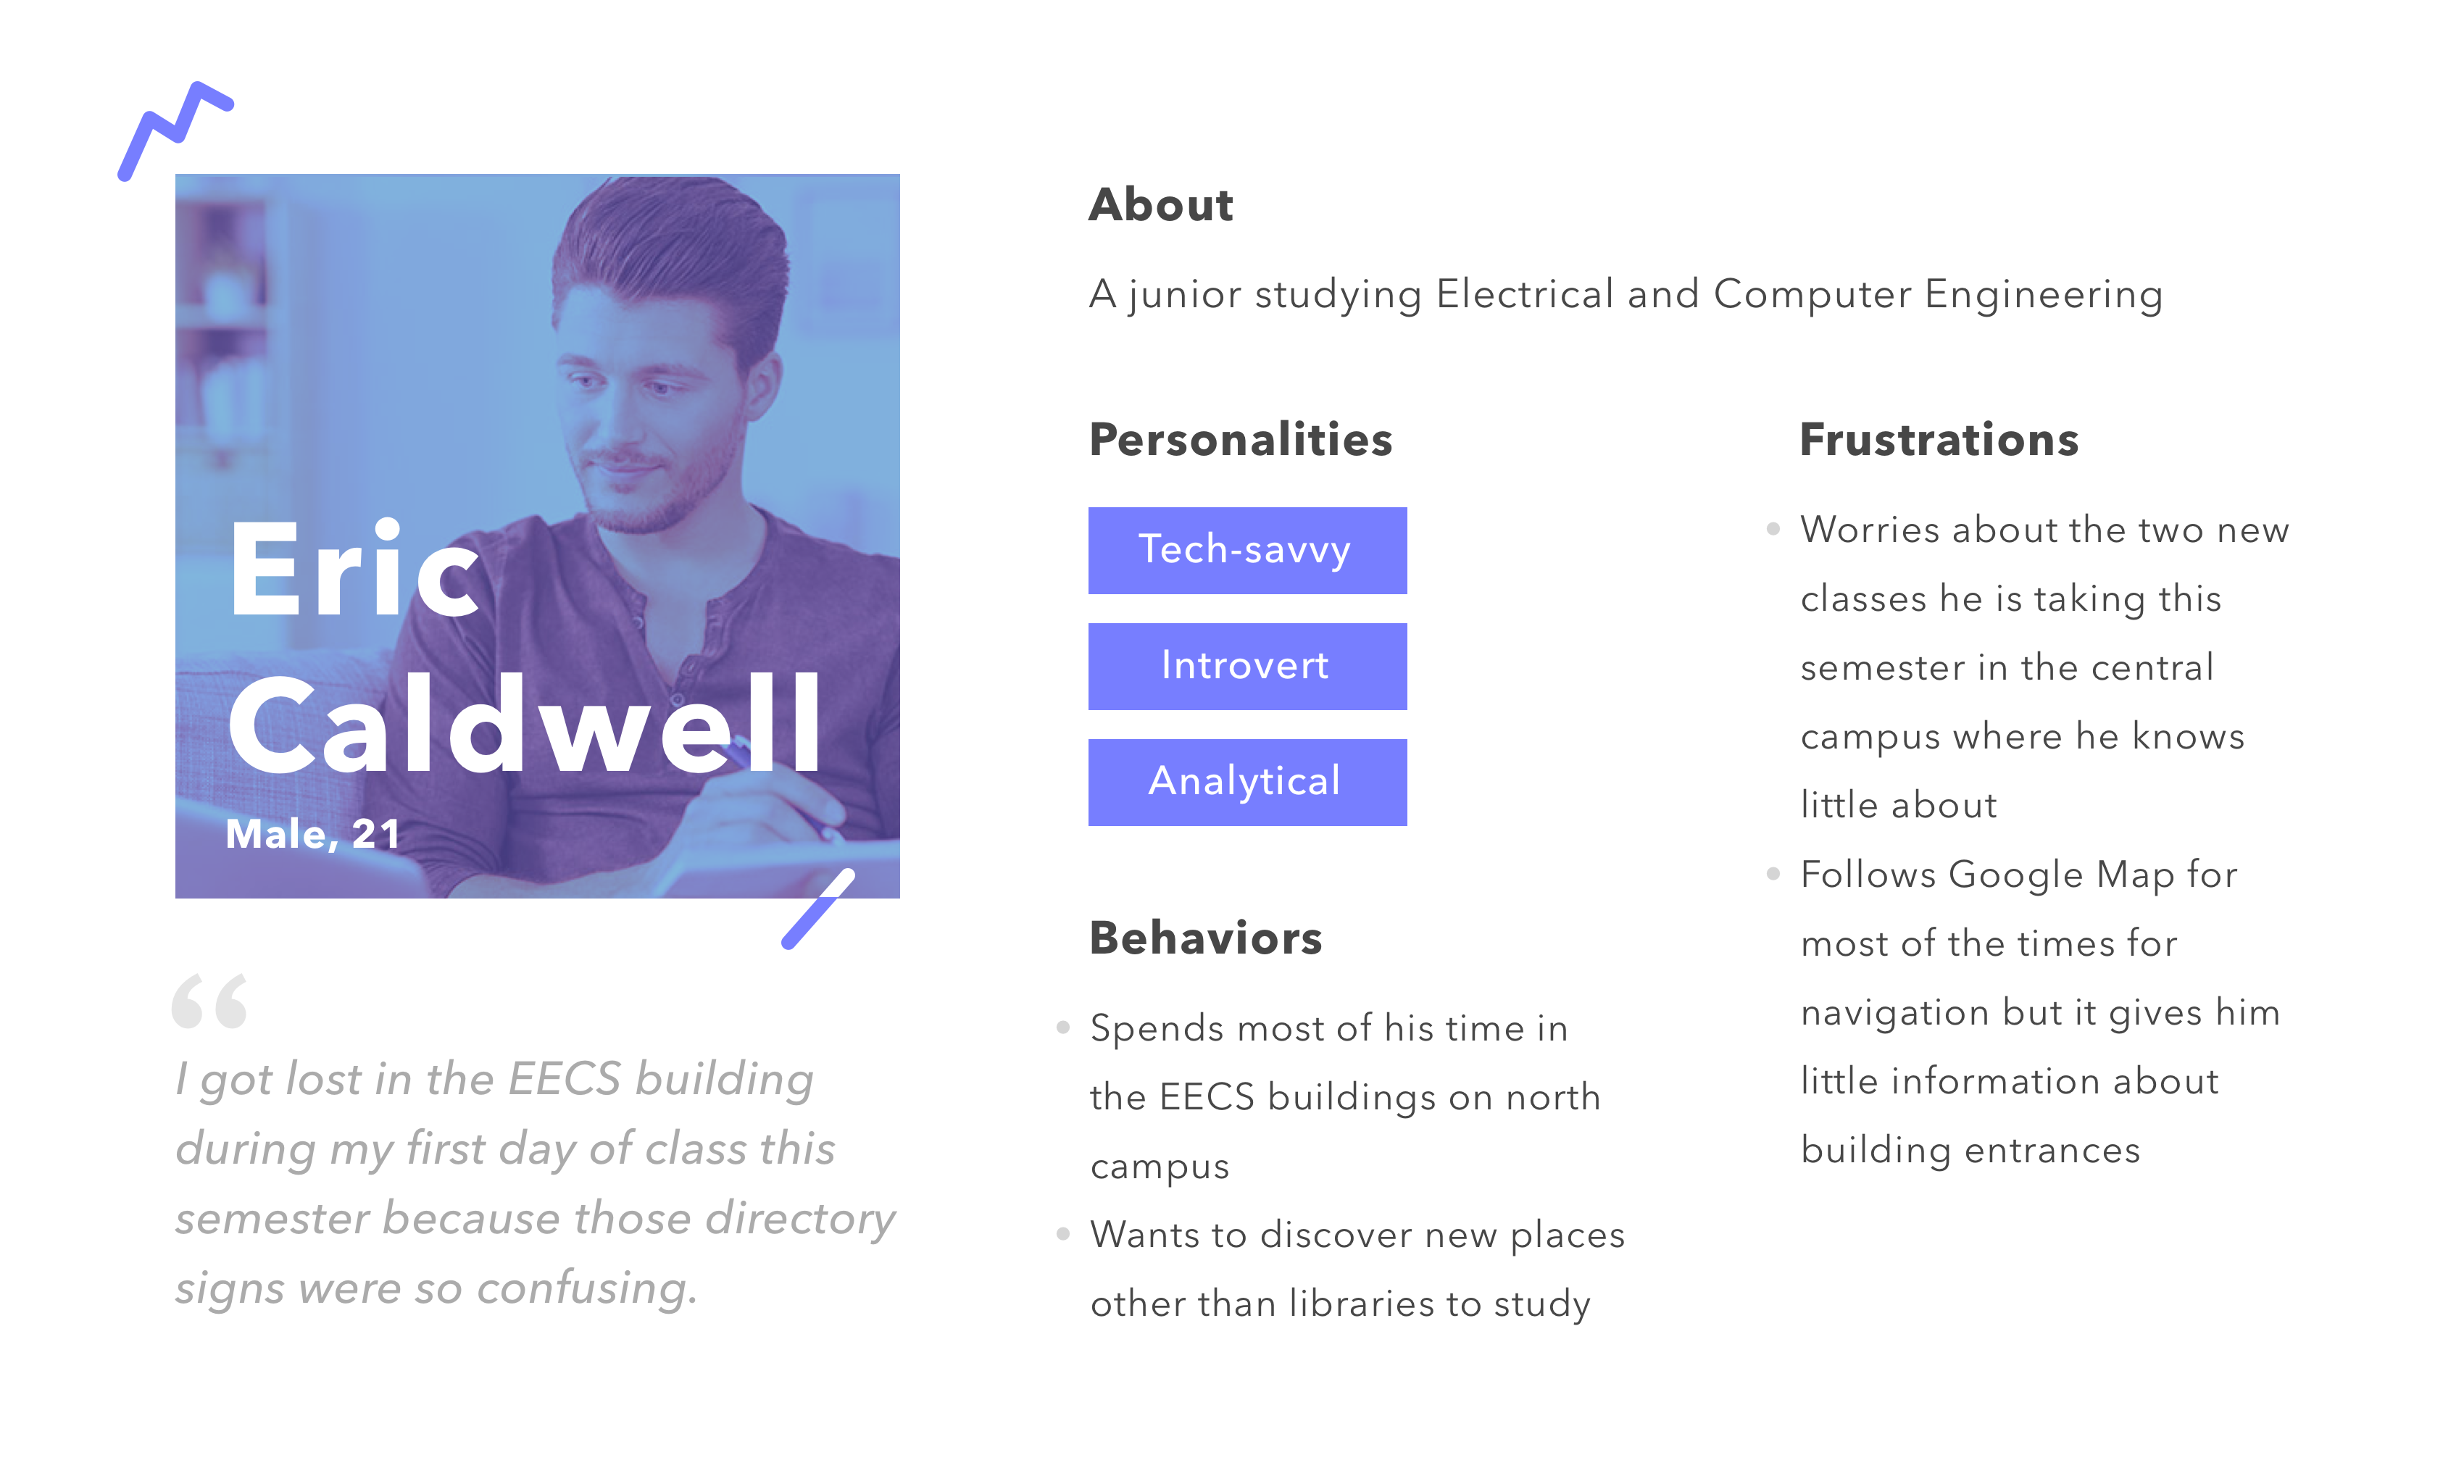 Eric
Caldwell
Male, 21
“
I got lost in the EECS building
during my first day of class this
semester because those directory
signs were so confusing.
About
A junior studying Electrical and Computer Engineering
Personalities
Tech-savvy
Introvert
Analytical
Behaviors
• Spends most of his time in
the EECS buildings on north
campus
• Wants to discover new places
other than libraries to study
Frustrations
• Worries about the two new
classes he is taking this
semester in the central
campus where he knows
little about
• Follows Google Map for
most of the times for
navigation but it gives him
little information about
building entrances